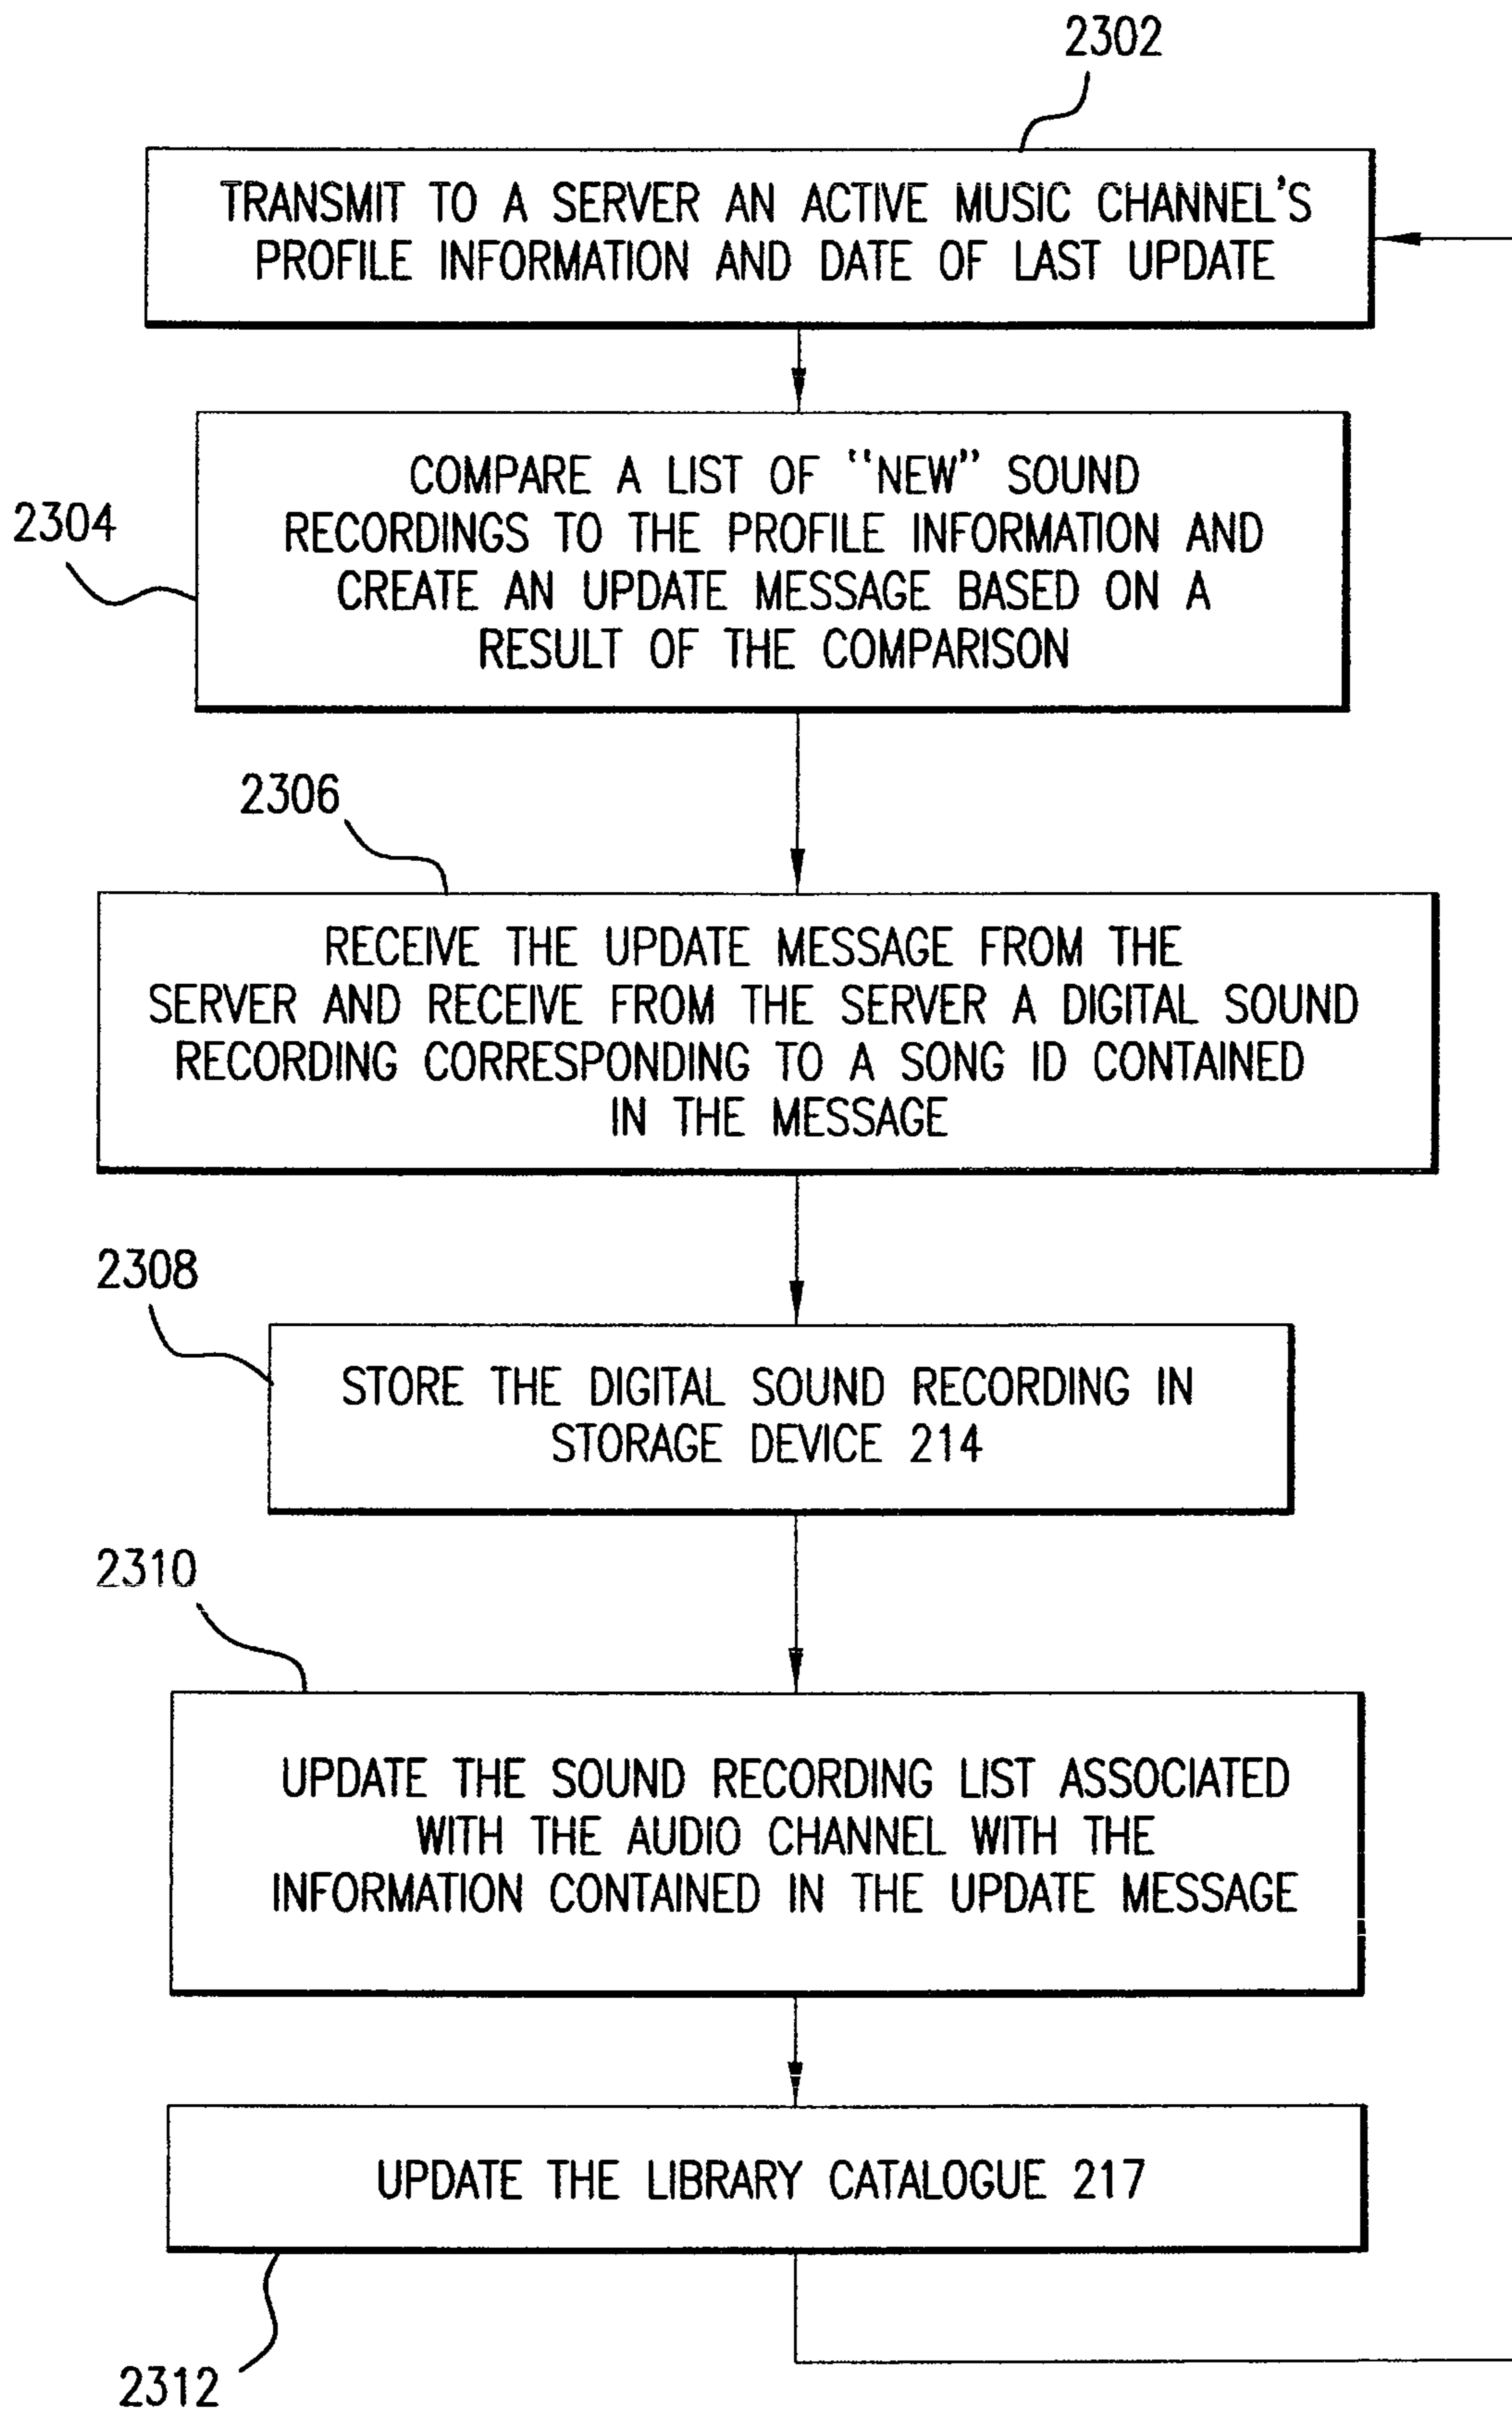 2302
TRANSMIT TO A SERVER AN ACTIVE MUSIC CHANNEL'S
PROFILE INFORMATION AND DATE OF LAST UPDATE
2304
COMPARE A LIST OF "NEW" SOUND
RECORDINGS TO THE PROFILE INFORMATION AND
CREATE AN UPDATE MESSAGE BASED ON A
RESULT OF THE COMPARISON
2306
RECEIVE THE UPDATE MESSAGE FROM THE
SERVER AND RECEIVE FROM THE SERVER A DIGITAL SOUND
RECORDING CORRESPONDING TO A SONG ID CONTAINED
IN THE MESSAGE
2308
STORE THE DIGITAL SOUND RECORDING IN
STORAGE DEVICE 214
2310
UPDATE THE SOUND RECORDING LIST ASSOCIATED
WITH THE AUDIO CHANNEL WITH THE
INFORMATION CONTAINED IN THE UPDATE MESSAGE
UPDATE THE LIBRARY CATALOGUE 217
2312